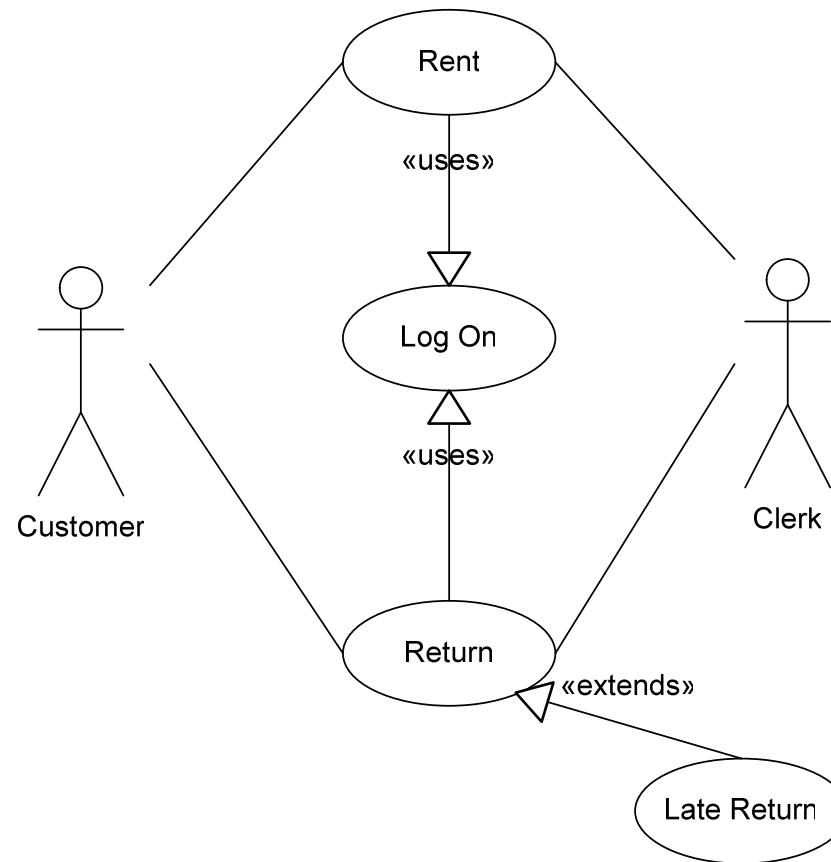 Rent
«uses»
Log On
«uses»
Customer
Clerk
Return
«extends»
Late Return